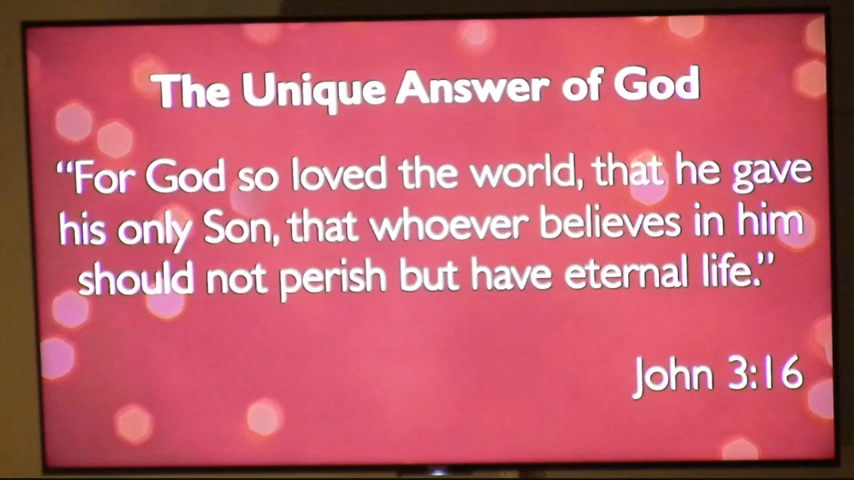 The Unique Answer of God
“For God so loved the world, that he gave
his only Son, that whoever believes in him
should not perish but have eternal life.”
John 3:16